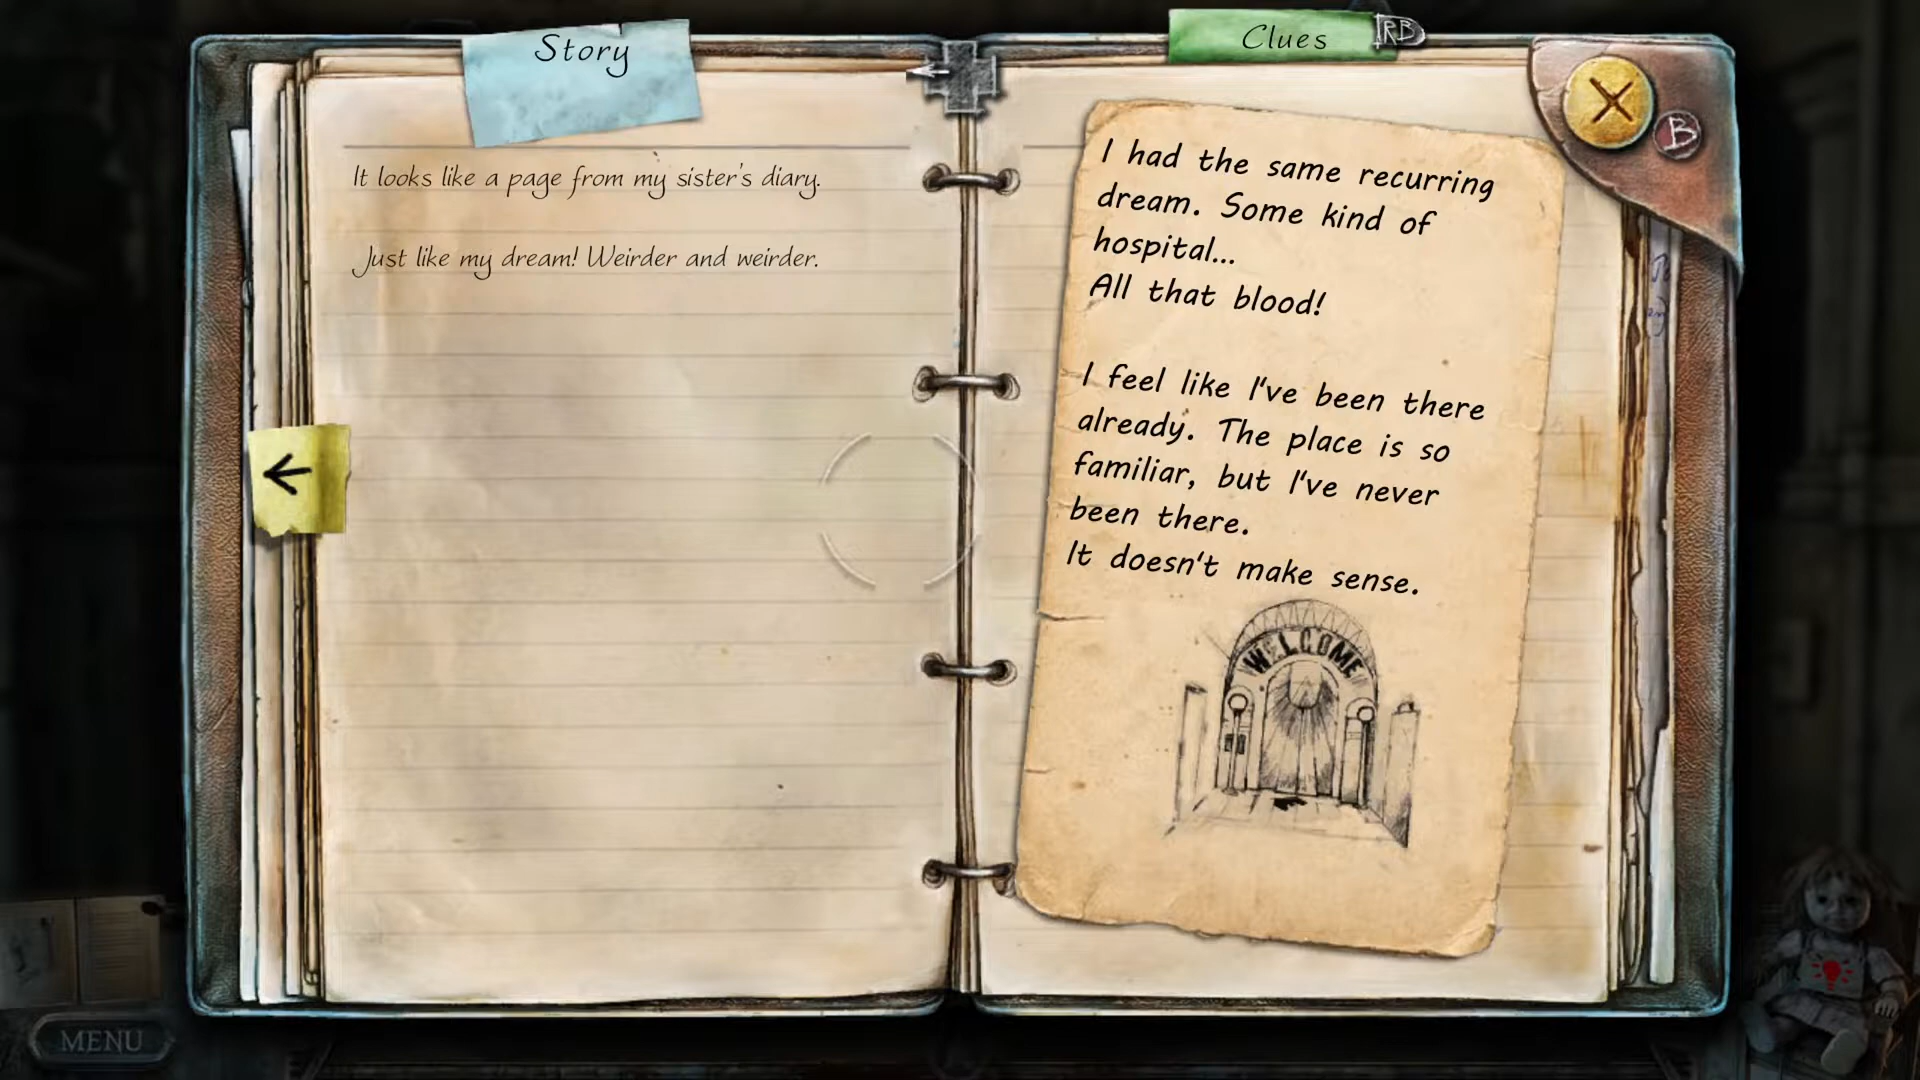 Story
Clues
RB
B
It looks like a page from my sister's diary.
Just like my dream! Weirder and weirder.
I had the same recurring
dream. Some kind of
hospital...
All that blood!
I feel like I've been there
already. The place is so
familiar, but I've never
been there.
It doesn't make sense.
WELCOME
MENU